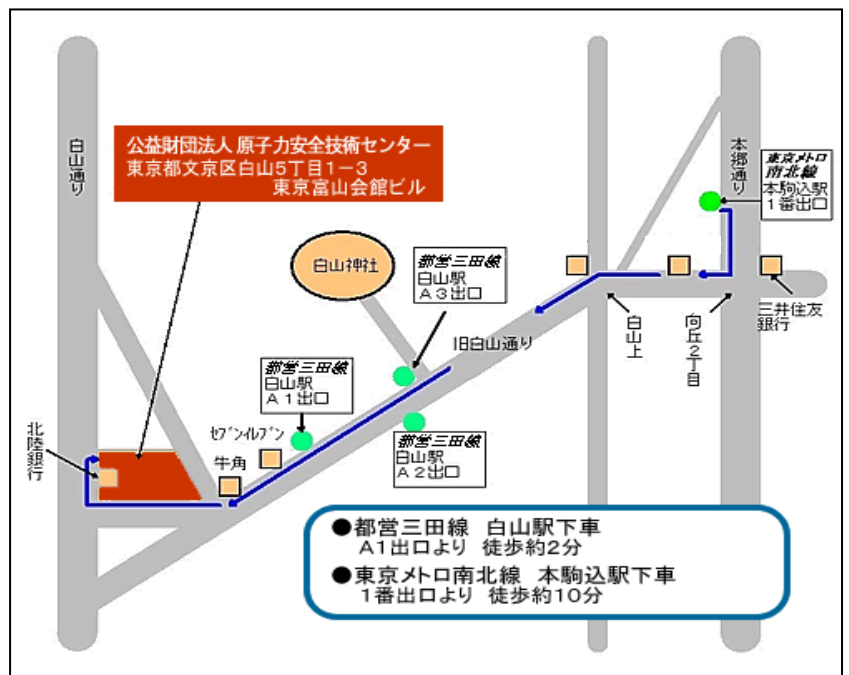 公益財団法人 原子力安全技術センター
東京都文京区白山5丁目1-3
東京富山会館ビル
白山通り
本郷通り
東京メトロ
南北線
本駒込駅
1番出口
白山神社
都営三田線
白山駅
A3出口
三井住友
銀行
旧白山通り
白山上
向丘2丁目
都営三田線
白山駅
A1出口
セブンイレブン
牛角
北陸銀行
都営三田線
白山駅
A2出口
●都営三田線 白山駅下車
A1出口より 徒歩約2分
●東京メトロ南北線 本駒込駅下車
1番出口より 徒歩約10分